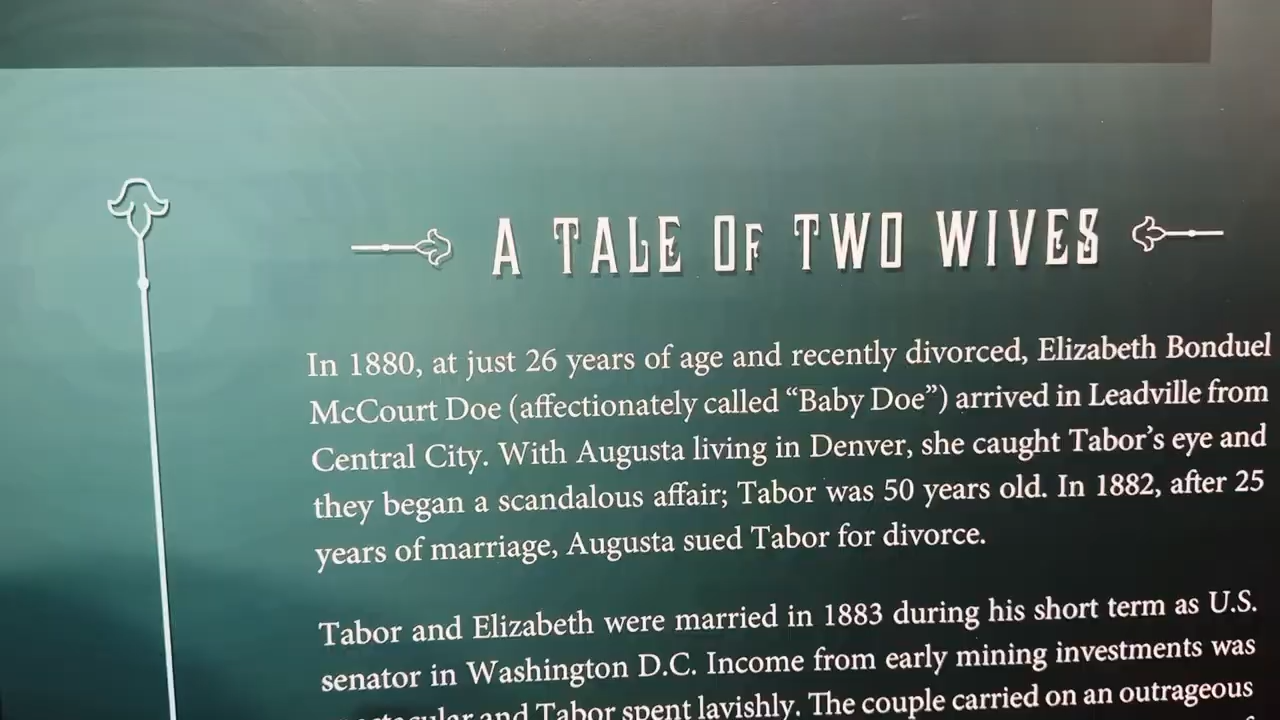 A TALE OF TWO WIVES
In 1880, at just 26 years of age and recently divorced, Elizabeth Bonduel
McCourt Doe (affectionately called “Baby Doe”) arrived in Leadville from
Central City. With Augusta living in Denver, she caught Tabor’s eye and
they began a scandalous affair; Tabor was 50 years old. In 1882, after 25
years of marriage, Augusta sued Tabor for divorce.
Tabor and Elizabeth were married in 1883 during his short term as U.S.
senator in Washington D.C. Income from early mining investments was
and Tabor spent lavishly. The couple carried on an outrageous